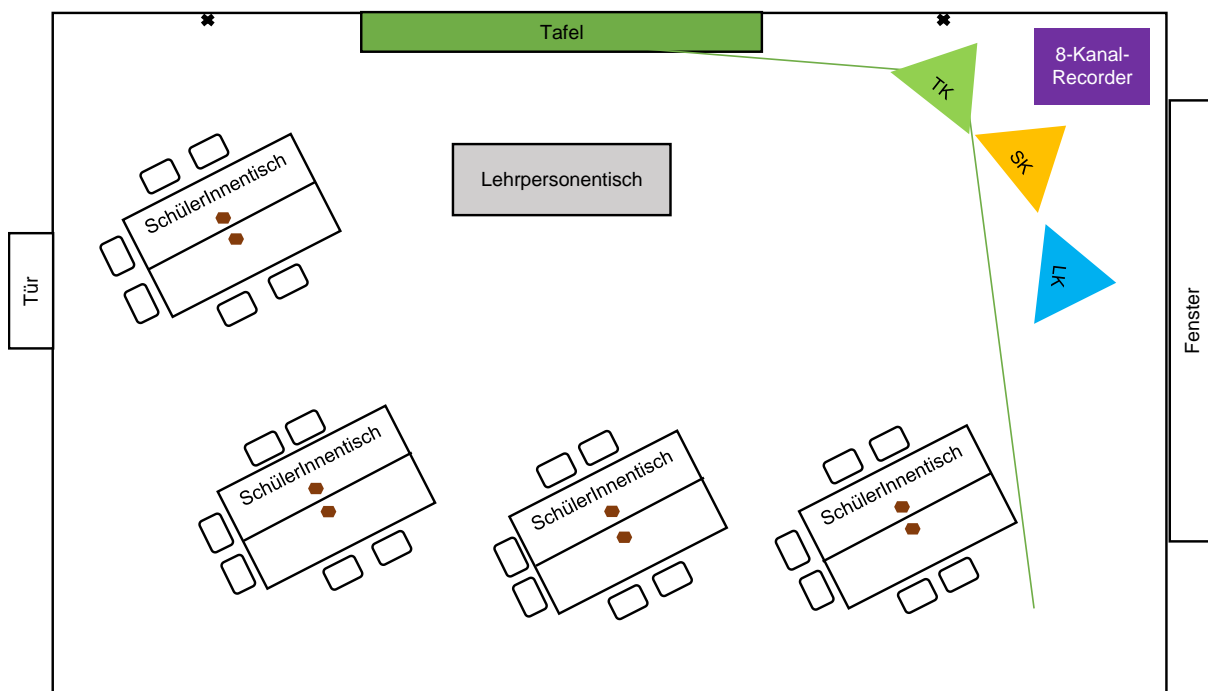 Tafel
8-Kanal-
Recorder
TK
SK
LK
Lehrpersonentisch
SchülerInnentisch
Tür
Fenster
SchülerInnentisch
SchülerInnentisch
SchülerInnentisch